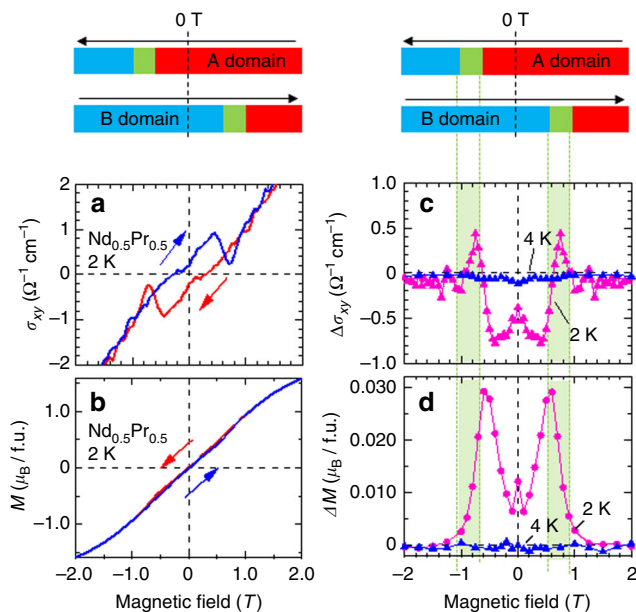 0 T
A domain
B domain
0 T
A domain
B domain
a
Nd0.5Pr0.5
2 K
σxy (Ω−1 cm−1)
2
1
0
−1
−2
b
Nd0.5Pr0.5
2 K
M (μB / f.u.)
1.0
0
−1.0
−2.0 −1.0 0 1.0 2.0
Magnetic field (T)
c
4 K
2 K
Δσxy (Ω−1 cm−1)
1.0
0.5
0
−0.5
−1.0
d
4 K
2 K
ΔM (μB / f.u.)
0.030
0.010
0
−2 −1 0 1 2
Magnetic field (T)